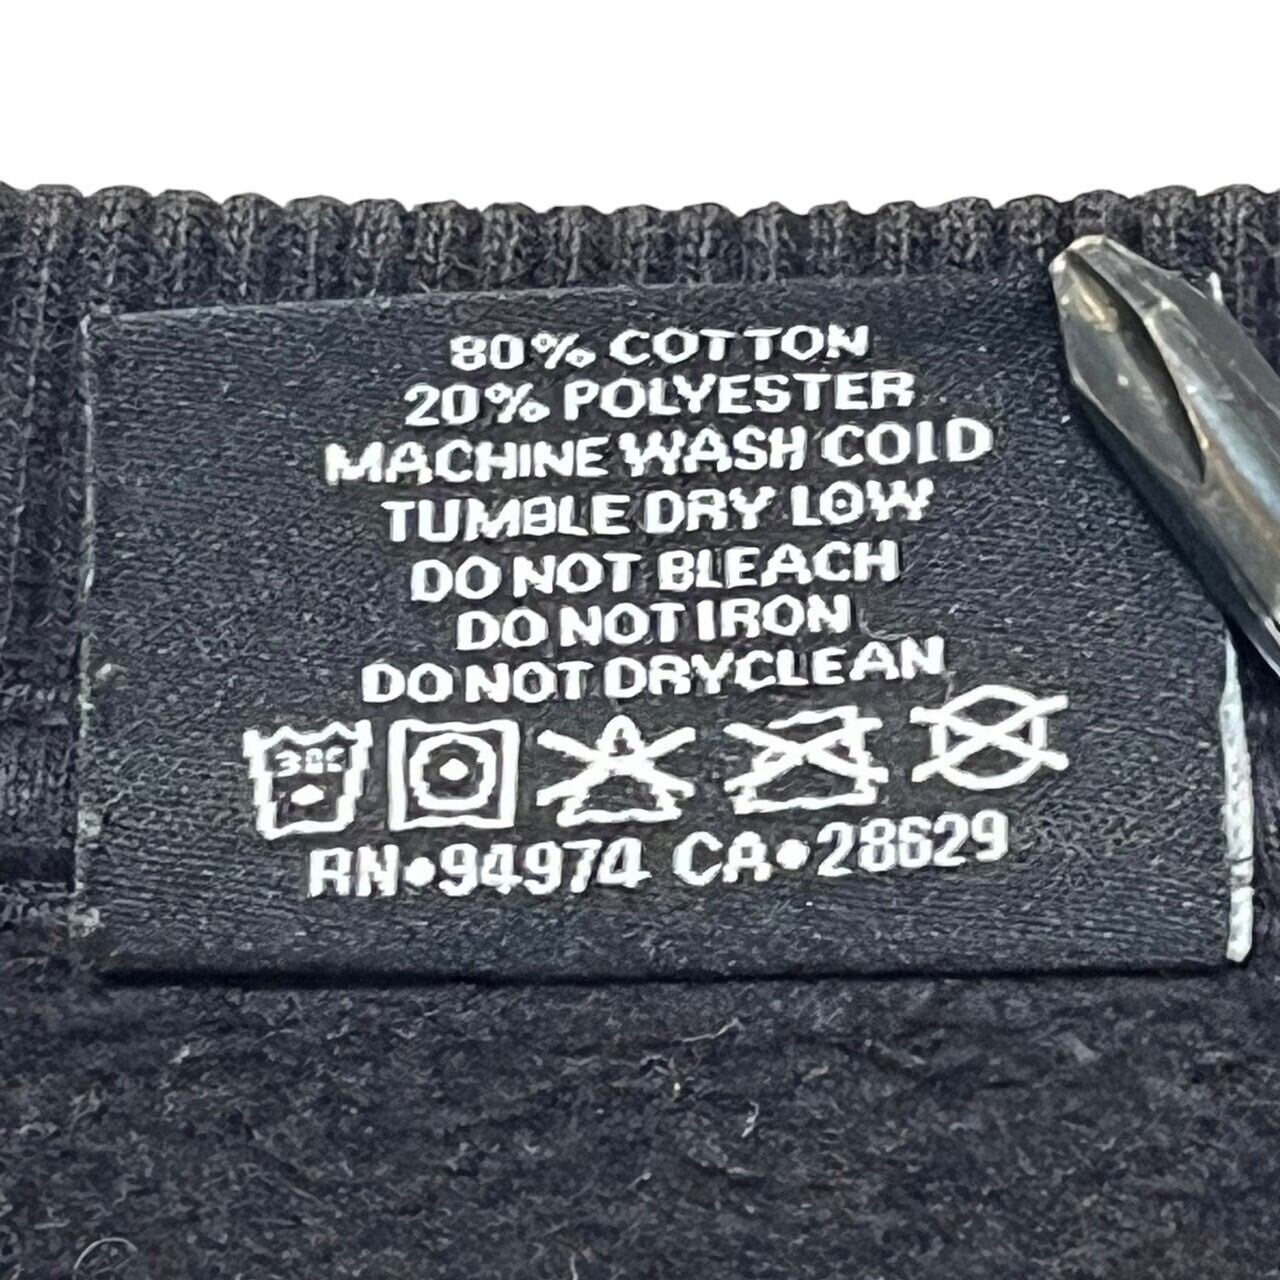 80% COTTON
20% POLYESTER
MACHINE WASH COLD
TUMBLE DRY LOW
DO NOT BLEACH
DO NOT IRON
DO NOT DRYCLEAN
RN•94974 CA•28629